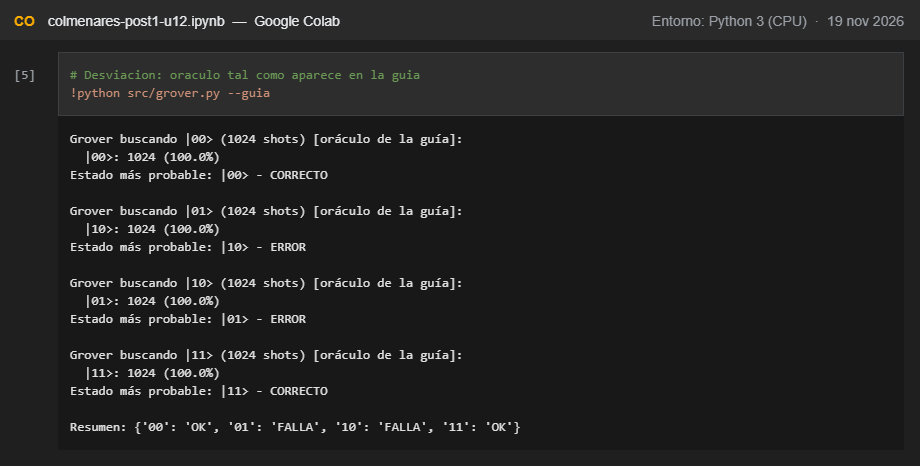 CO colmenares-post1-u12.ipynb — Google Colab Entorno: Python 3 (CPU) · 19 nov 2026
[5]
# Desviacion: oraculo tal como aparece en la guia
!python src/grover.py --guia
Grover buscando |00> (1024 shots) [oráculo de la guía]:
|00>: 1024 (100.0%)
Estado más probable: |00> - CORRECTO
Grover buscando |01> (1024 shots) [oráculo de la guía]:
|10>: 1024 (100.0%)
Estado más probable: |10> - ERROR
Grover buscando |10> (1024 shots) [oráculo de la guía]:
|01>: 1024 (100.0%)
Estado más probable: |01> - ERROR
Grover buscando |11> (1024 shots) [oráculo de la guía]:
|11>: 1024 (100.0%)
Estado más probable: |11> - CORRECTO
Resumen: {'00': 'OK', '01': 'FALLA', '10': 'FALLA', '11': 'OK'}